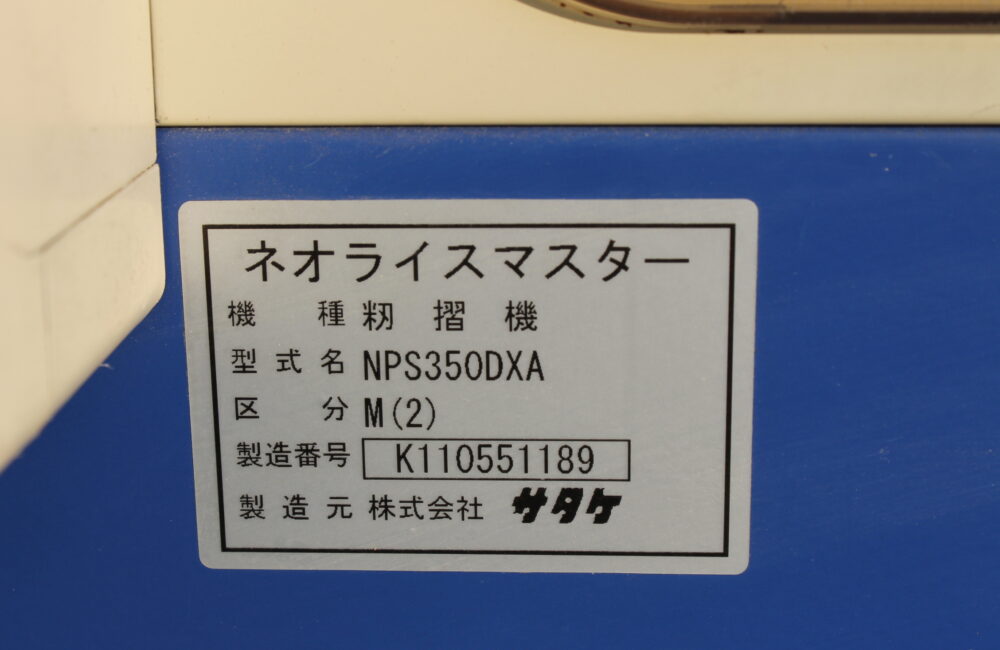 ネオライスマスター
機種 籾摺機
型式名 NPS350DXA
区分 M(2)
製造番号 K110551189
製造元 株式会社 サタケ